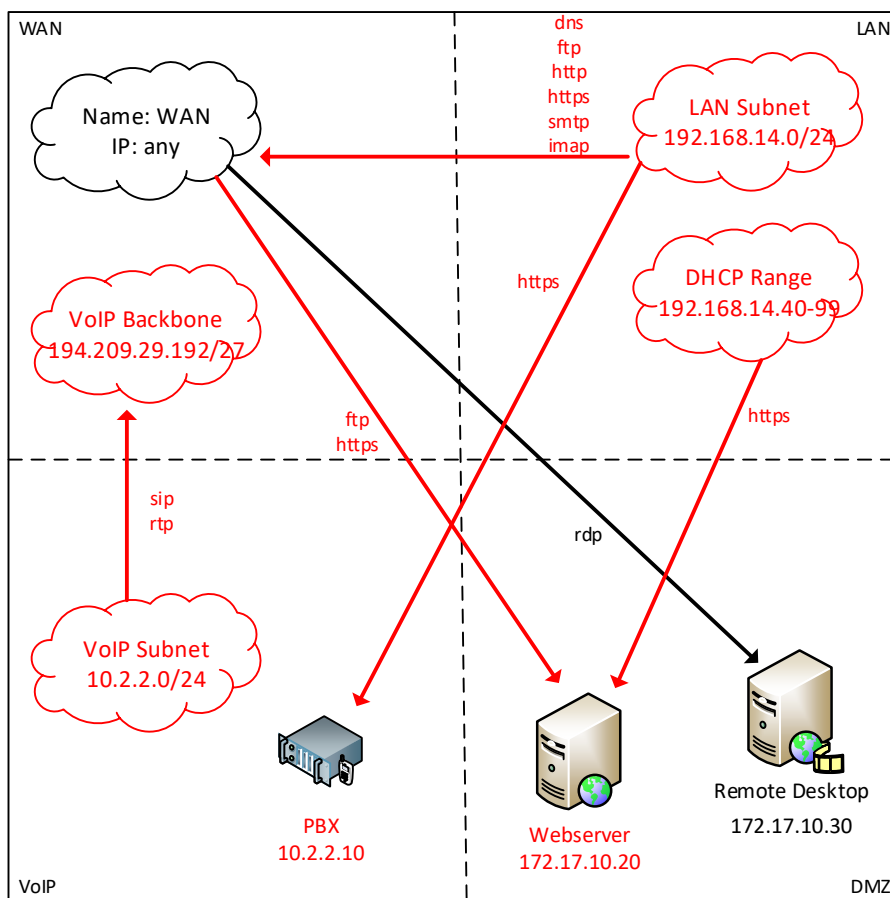 WAN
LAN
dns
ftp
http
https
smtp
imap
Name: WAN
IP: any
LAN Subnet
192.168.14.0/24
https
DHCP Range
192.168.14.40-99
VoIP Backbone
194.209.29.192/27
ftp
https
https
sip
rtp
rdp
VoIP Subnet
10.2.2.0/24
PBX
10.2.2.10
Webserver
172.17.10.20
Remote Desktop
172.17.10.30
VoIP
DMZ